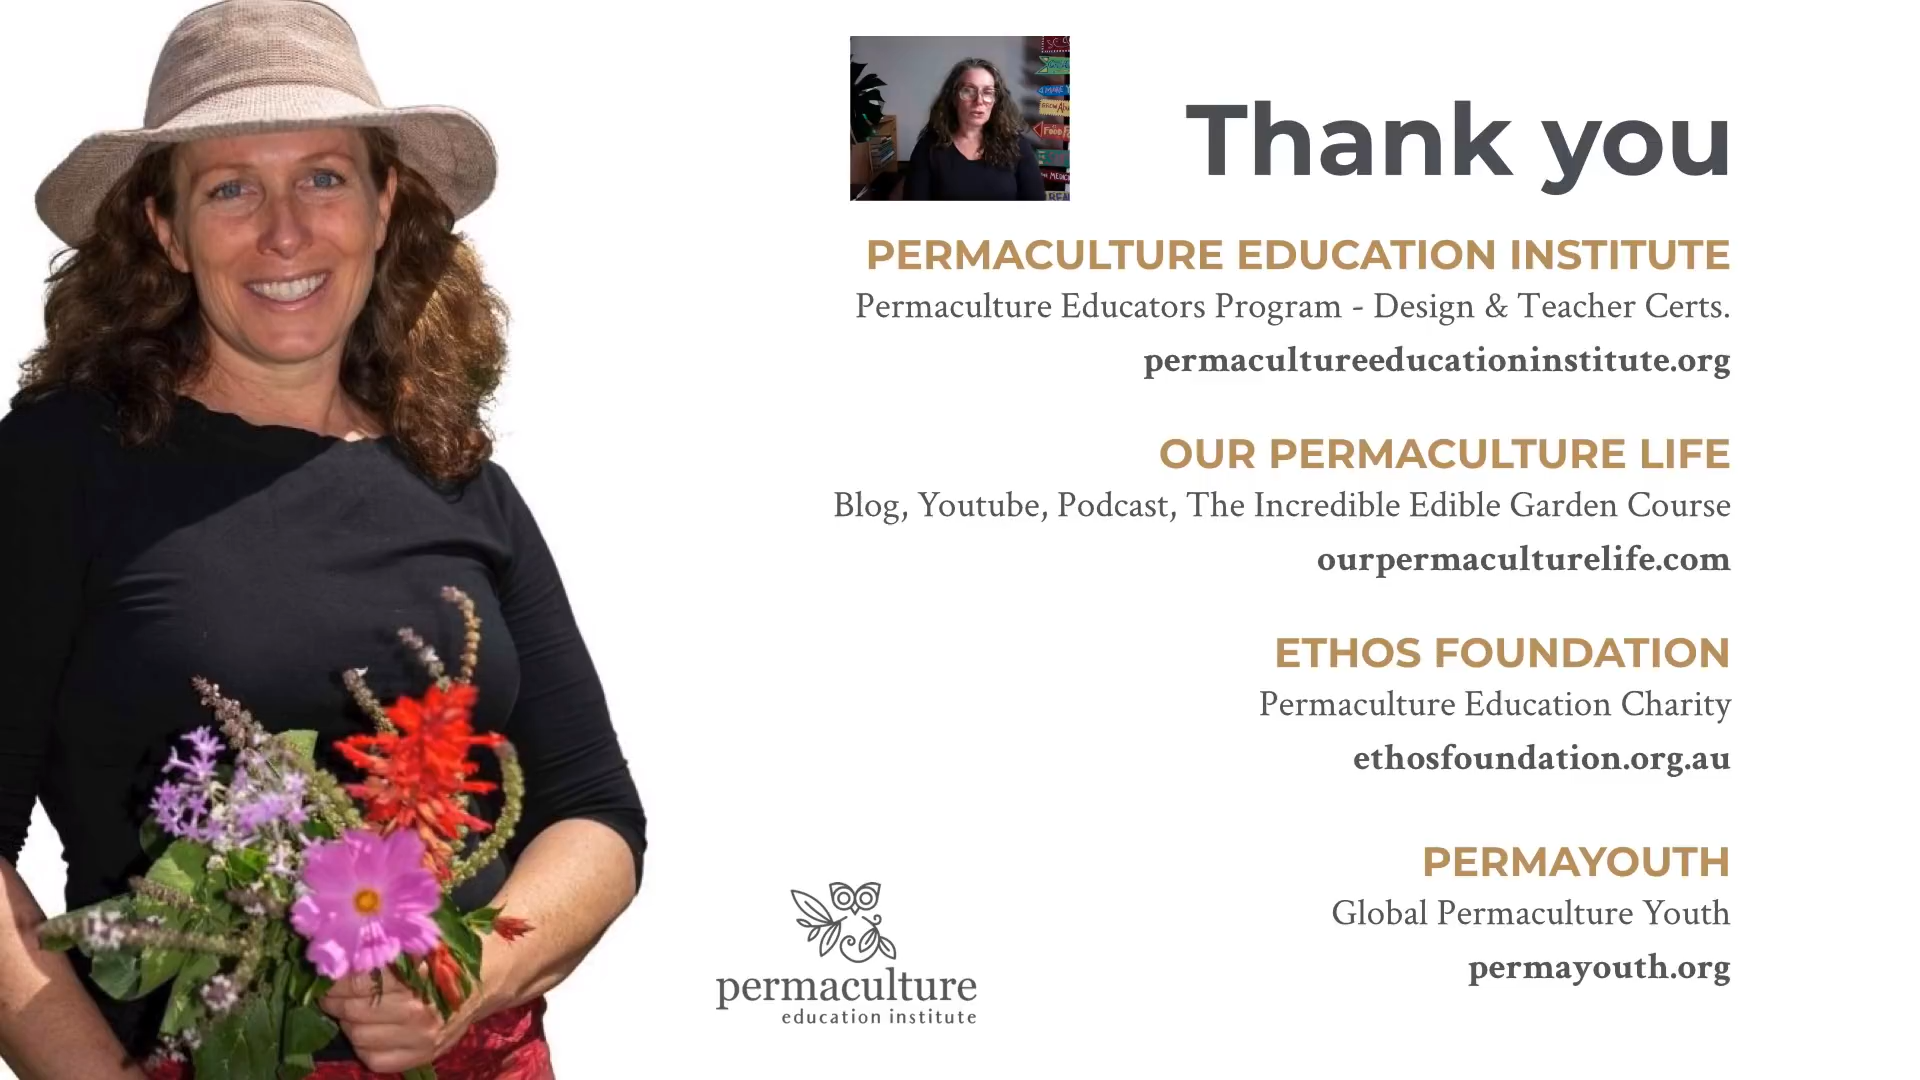 Thank you
PERMACULTURE EDUCATION INSTITUTE
Permaculture Educators Program - Design & Teacher Certs.
permacultureeducationinstitute.org
OUR PERMACULTURE LIFE
Blog, Youtube, Podcast, The Incredible Edible Garden Course
ourpermaculturelife.com
ETHOS FOUNDATION
Permaculture Education Charity
ethosfoundation.org.au
PERMAYOUTH
Global Permaculture Youth
permayouth.org
permaculture
education institute